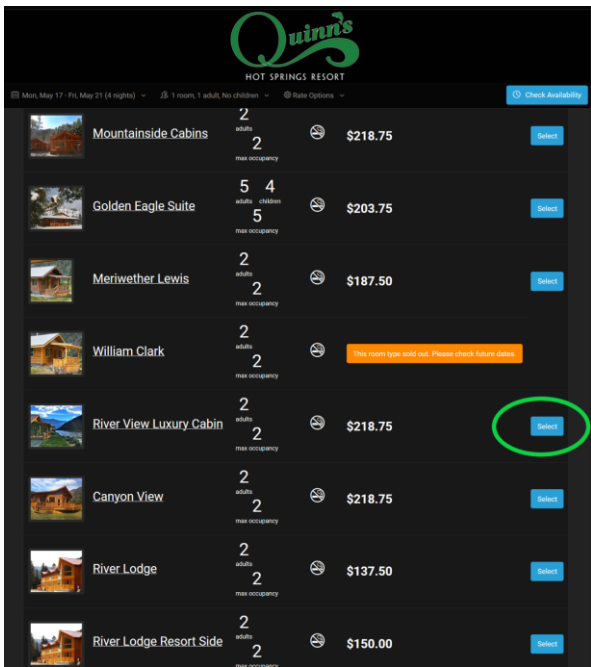 Quinn's
HOT SPRINGS RESORT
Mon, May 17 - Fri, May 21 (4 nights) 1 room, 1 adult, No children Rate Options Check Availability
Mountainside Cabins 2 adults 2 max occupancy $218.75 Select
Golden Eagle Suite 5 adults 4 children 5 max occupancy $203.75 Select
Meriwether Lewis 2 adults 2 max occupancy $187.50 Select
William Clark 2 adults 2 max occupancy This room type sold out. Please check future dates.
River View Luxury Cabin 2 adults 2 max occupancy $218.75 Select
Canyon View 2 adults 2 max occupancy $218.75 Select
River Lodge 2 adults 2 max occupancy $137.50 Select
River Lodge Resort Side 2 adults 2 max occupancy $150.00 Select